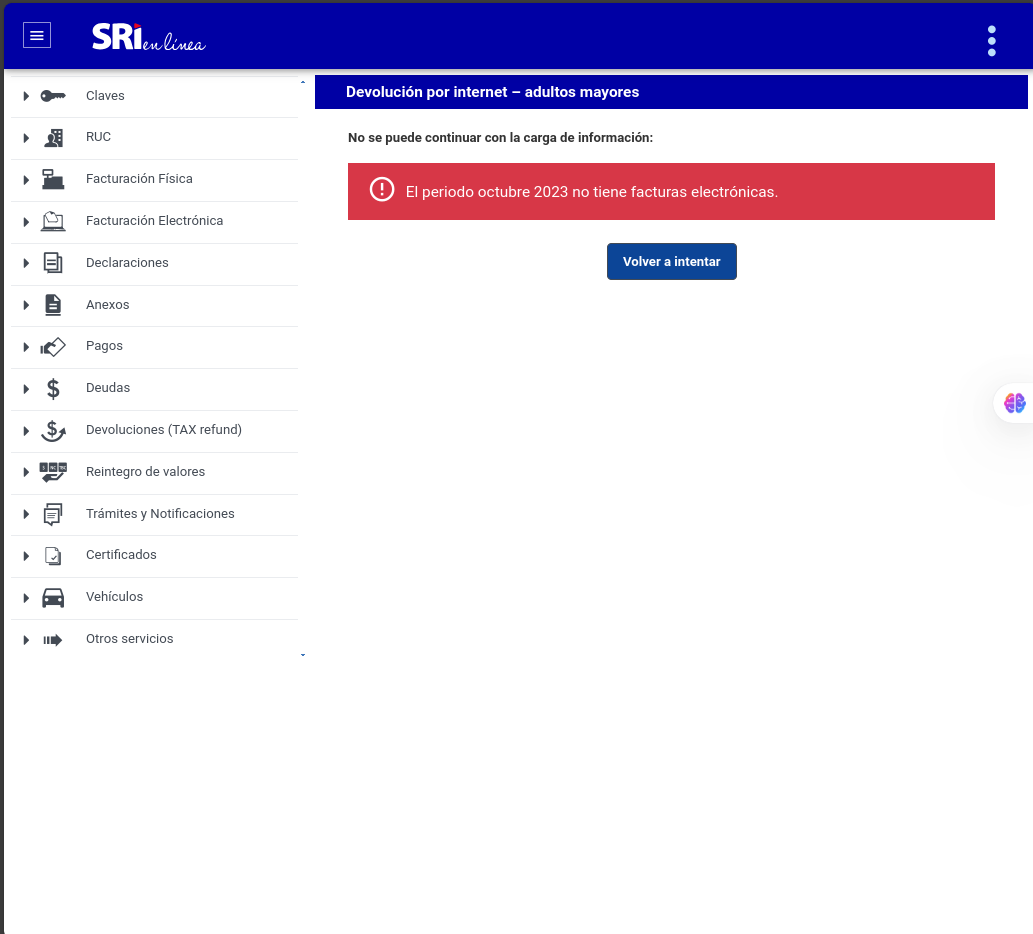 SRi en línea
Claves
RUC
Facturación Física
Facturación Electrónica
Declaraciones
Anexos
Pagos
Deudas
Devoluciones (TAX refund)
Reintegro de valores
Trámites y Notificaciones
Certificados
Vehículos
Otros servicios
Devolución por internet – adultos mayores
No se puede continuar con la carga de información:
El periodo octubre 2023 no tiene facturas electrónicas.
Volver a intentar